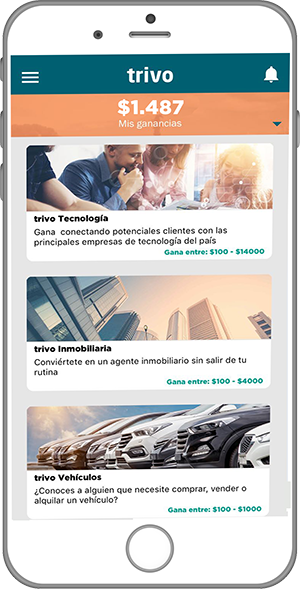 trivo
$1.487
Mis ganancias
trivo Tecnología
Gana conectando potenciales clientes con las
principales empresas de tecnología del país
Gana entre: $100 - $14000
trivo Inmobiliaria
Conviértete en un agente inmobiliario sin salir de tu
rutina
Gana entre: $100 - $4000
trivo Vehículos
¿Conoces a alguien que necesite comprar, vender o
alquilar un vehículo?
Gana entre: $100 - $1000